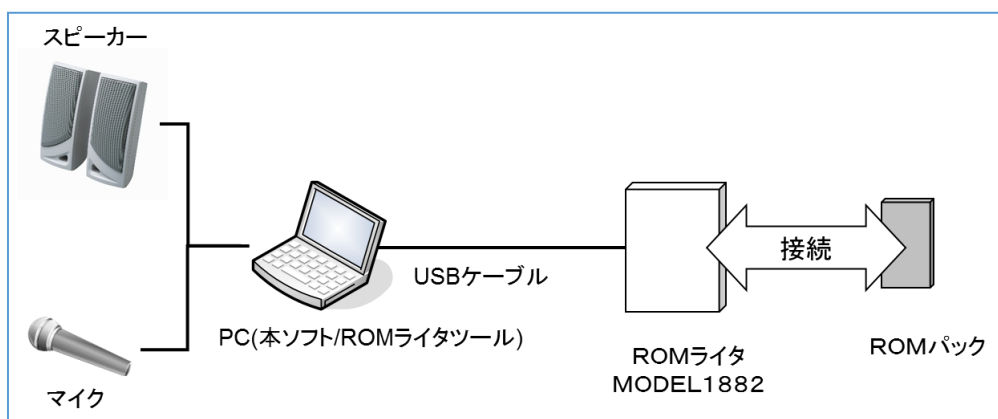 スピーカー
USBケーブル
接続
PC(本ソフト/ROMライタツール)
ROMライタ
MODEL1882
ROMパック
マイク